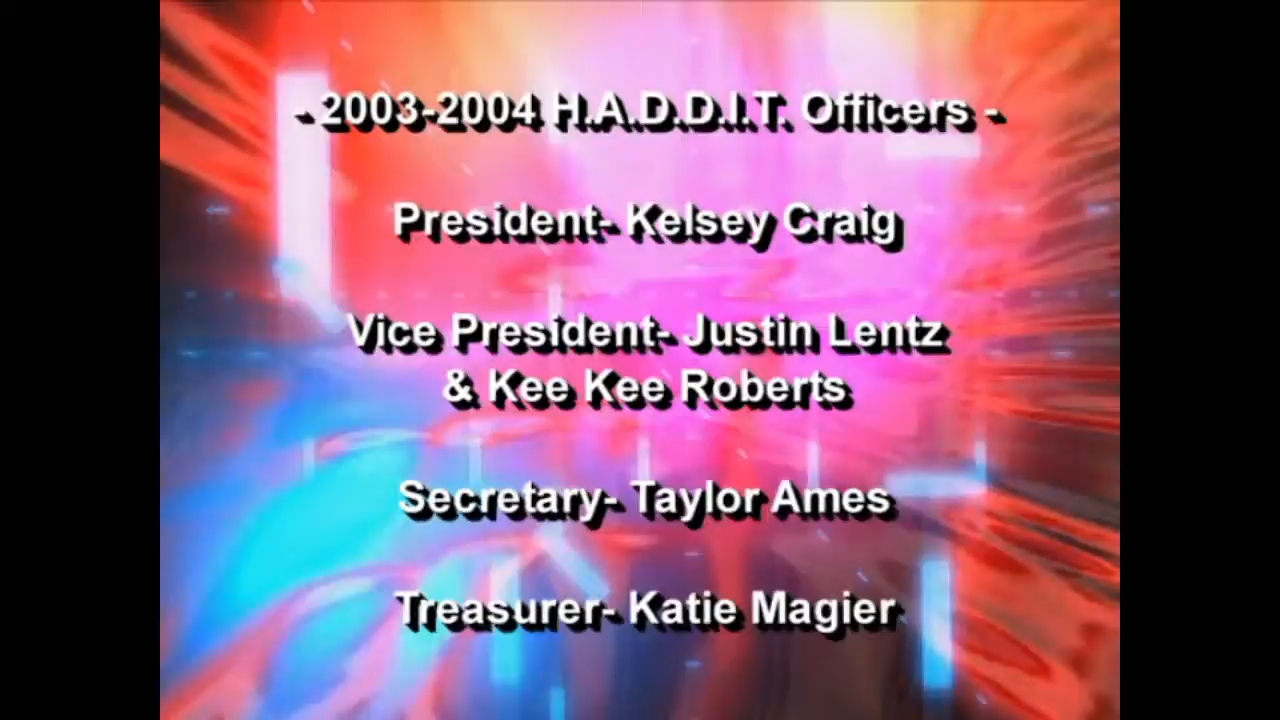 - 2003-2004 H.A.D.D.I.T. Officers -
President- Kelsey Craig
Vice President- Justin Lentz
& Kee Kee Roberts
Secretary- Taylor Ames
Treasurer- Katie Magier